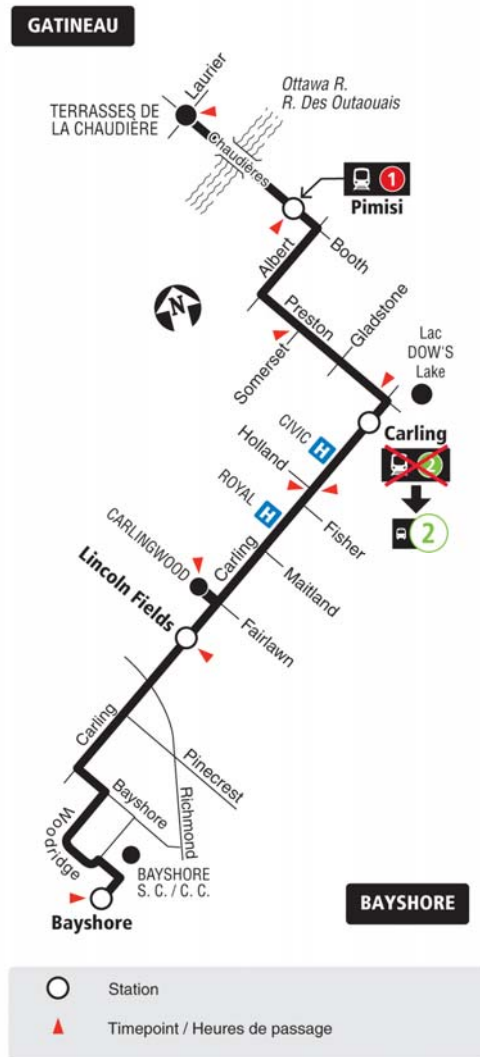 GATINEAU
Laurier
TERRASSES DE
LA CHAUDIÈRE
Ottawa R.
R. Des Outaouais
Chaudières
1
Pimisi
Booth
Albert
Preston
Gladstone
Somerset
N
Lac
DOW'S
Lake
Carling
2
2
CIVIC H
Holland
ROYAL H
Fisher
Carling
Maitland
CARLINGWOOD
Fairlawn
Lincoln Fields
Carling
Pinecrest
Richmond
Bayshore
Woodridge
BAYSHORE
S. C. / C. C.
Bayshore
BAYSHORE
Station
Timepoint / Heures de passage